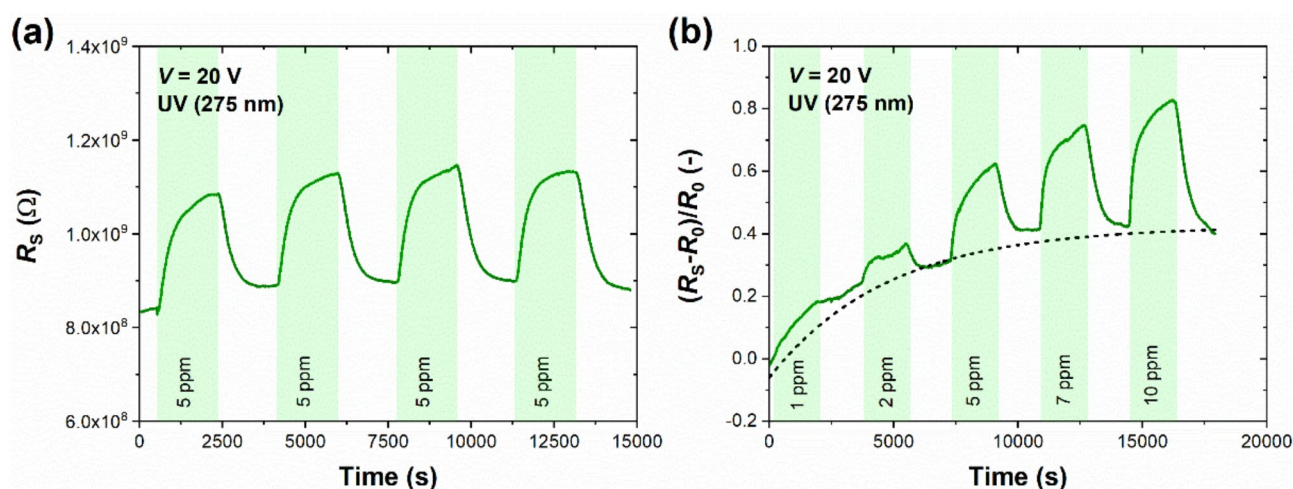 (a)
1.4x10⁹
1.2x10⁹
1.0x10⁹
8.0x10⁸
6.0x10⁸
R_S (Ω)
V = 20 V
UV (275 nm)
5 ppm
5 ppm
5 ppm
5 ppm
0 2500 5000 7500 10000 12500 15000
Time (s)
(b)
1.0
0.8
0.6
0.4
0.2
0.0
-0.2
(R_S-R_0)/R_0 (-)
V = 20 V
UV (275 nm)
1 ppm
2 ppm
5 ppm
7 ppm
10 ppm
0 5000 10000 15000 20000
Time (s)